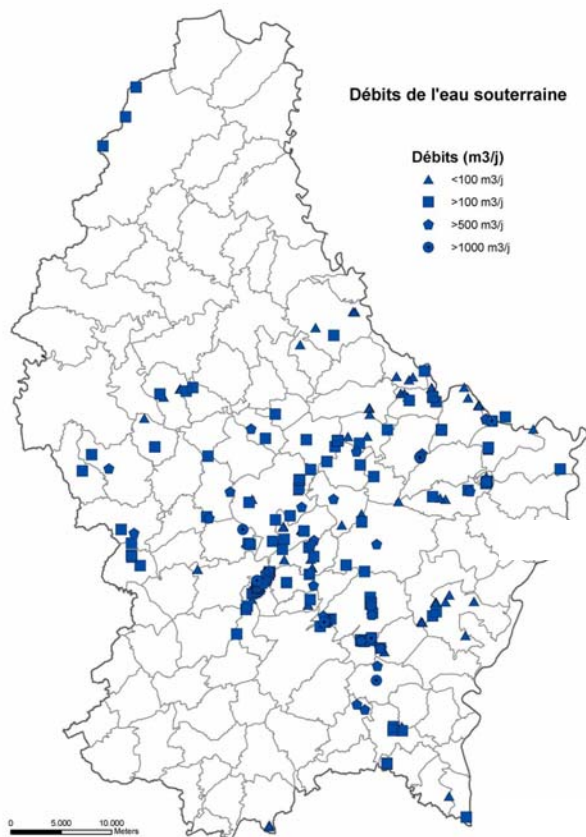 Débits de l'eau souterraine
Débits (m3/j)
<100 m3/j
>100 m3/j
>500 m3/j
>1000 m3/j
0 5.000 10.000
Meters